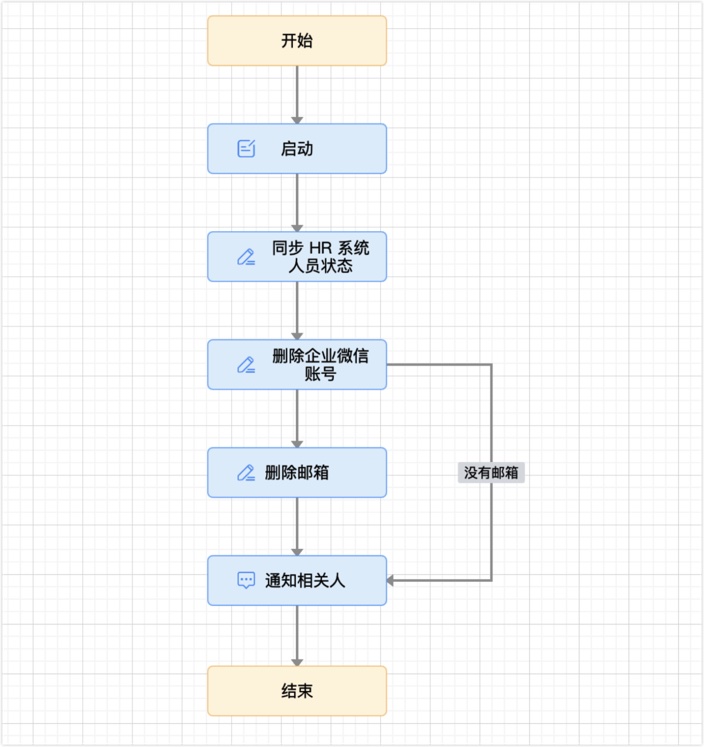 开始
启动
同步 HR 系统
人员状态
删除企业微信
账号
删除邮箱
没有邮箱
通知相关人
结束